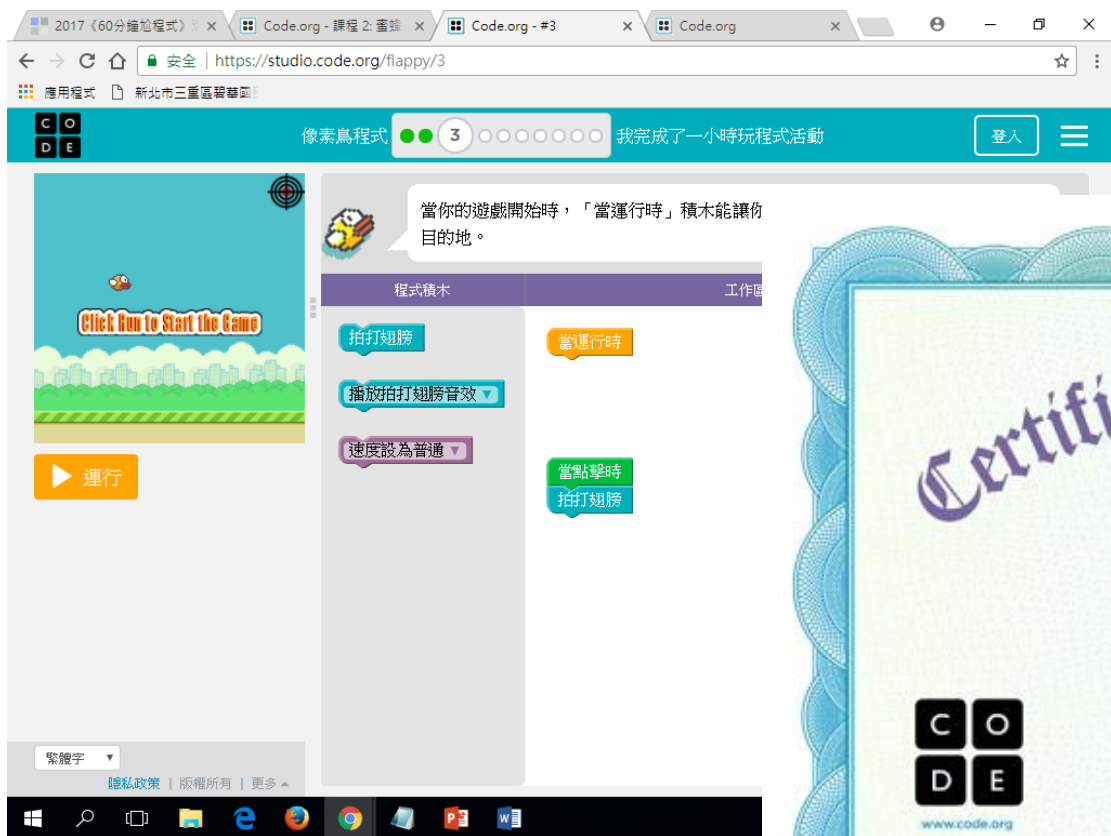 2017《60分鐘尬程式》
Code.org - 課程 2: 蜜蜂
Code.org - #3
Code.org
安全 | https://studio.code.org/flappy/3
應用程式
新北市三重區碧華國
C O
D E
像素鳥程式
3
我完成了一小時玩程式活動
登入
當你的遊戲開始時，「當運行時」積木能讓你
目的地。
程式積木
工作區
Click Run to Start the Game
拍打翅膀
當運行時
播放拍打翅膀音效
速度設為普通
運行
當點擊時
拍打翅膀
Certifi
C O
D E
www.code.org
繁體字
隱私政策 | 版權所有 | 更多